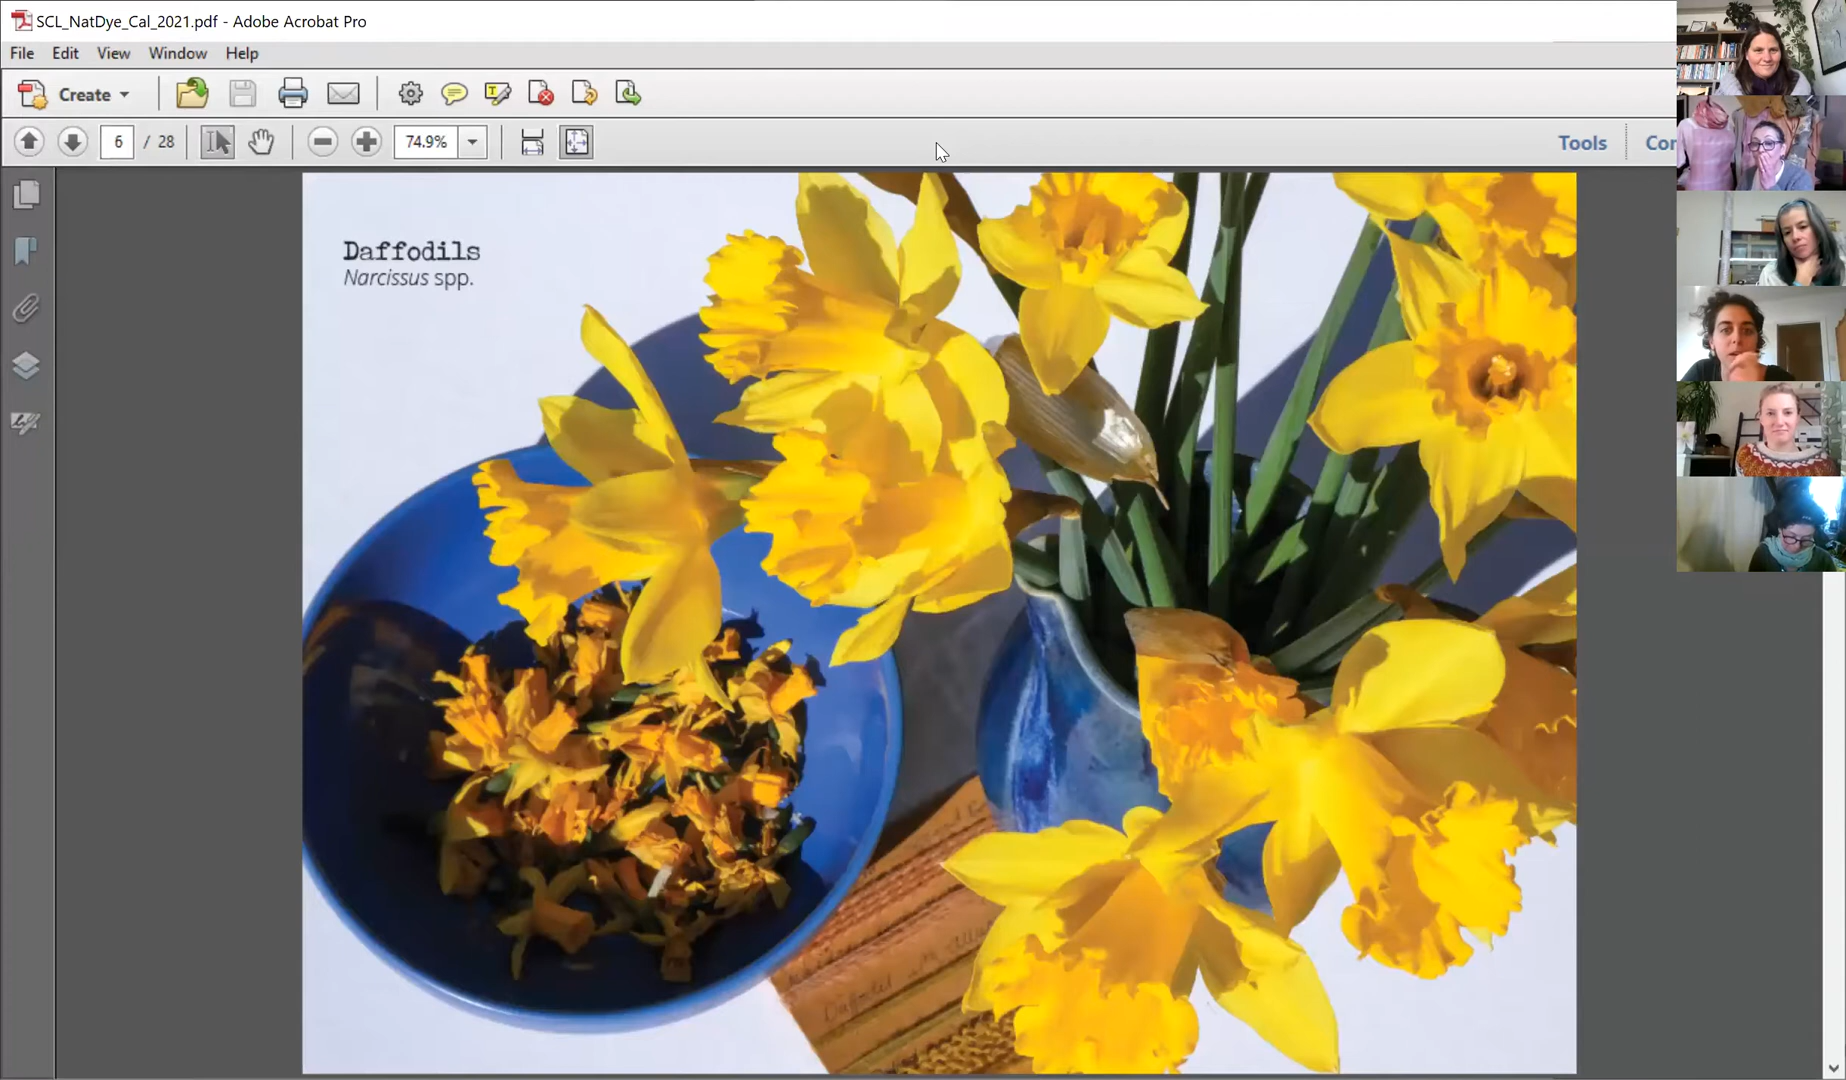 SCL_NatDye_Cal_2021.pdf - Adobe Acrobat Pro
File Edit View Window Help
Create
6 / 28 74.9% Tools
Daffodils
Narcissus spp.
Daffodil